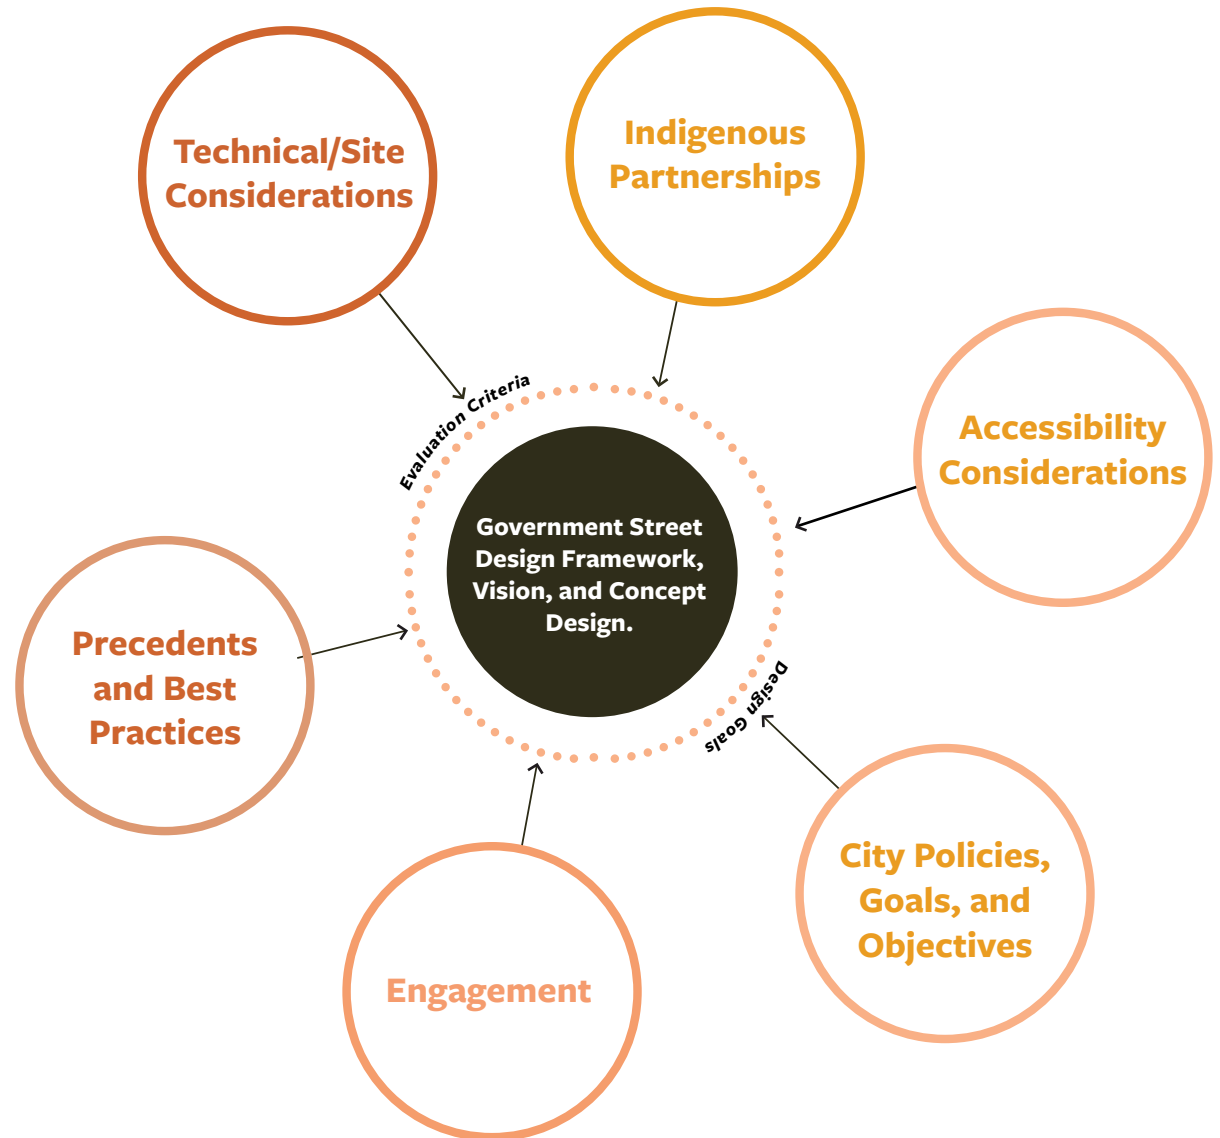 Technical/Site
Considerations
Indigenous
Partnerships
Evaluation Criteria
Accessibility
Considerations
Government Street
Design Framework,
Vision, and Concept
Design.
Design Goals
Precedents
and Best
Practices
City Policies,
Goals, and
Objectives
Engagement